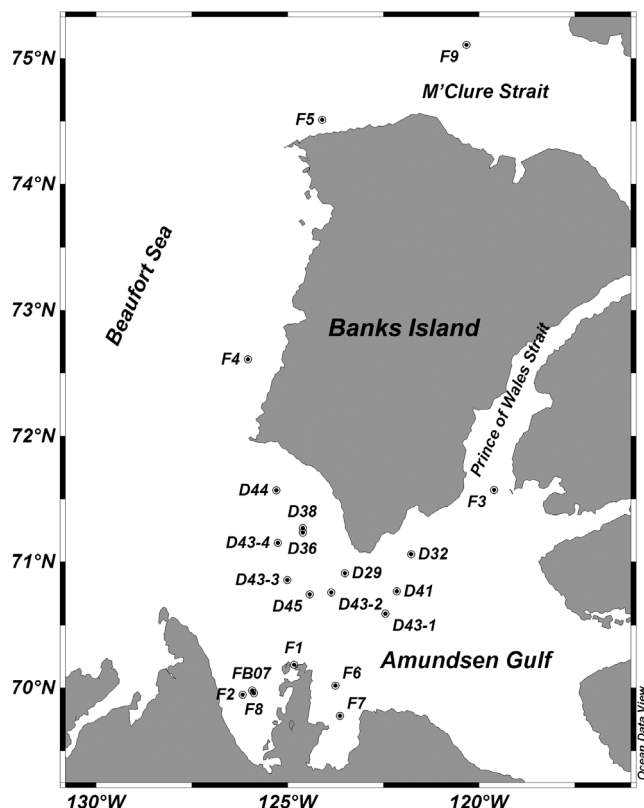 75°N
F9
M'Clure Strait
F5
74°N
Beaufort Sea
73°N
Banks Island
Prince of Wales Strait
F4
72°N
D44
F3
D38
D43-4
D36
D32
71°N
D29
D43-3
D41
D45
D43-2
D43-1
F1
Amundsen Gulf
FB07
F6
70°N
F2
F8
F7
Ocean Data View
130°W
125°W
120°W